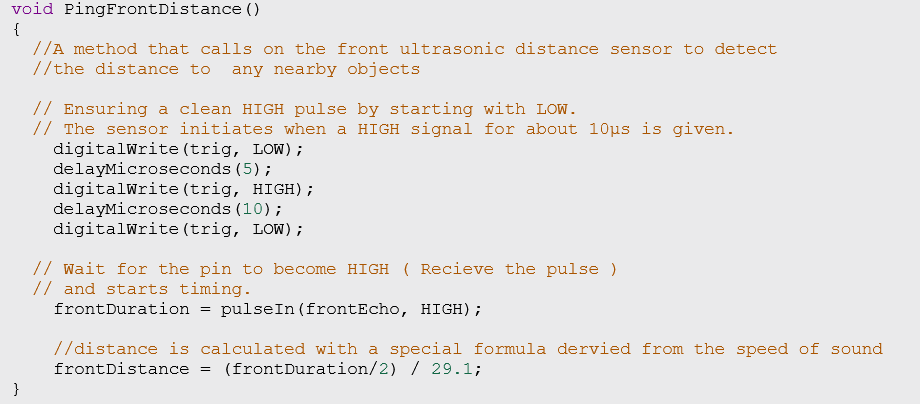 void PingFrontDistance()
{
  //A method that calls on the front ultrasonic distance sensor to detect
  //the distance to  any nearby objects

  // Ensuring a clean HIGH pulse by starting with LOW.
  // The sensor initiates when a HIGH signal for about 10µs is given.
    digitalWrite(trig, LOW);
    delayMicroseconds(5);
    digitalWrite(trig, HIGH);
    delayMicroseconds(10);
    digitalWrite(trig, LOW);

  // Wait for the pin to become HIGH ( Recieve the pulse )
  // and starts timing.
    frontDuration = pulseIn(frontEcho, HIGH);

    //distance is calculated with a special formula dervied from the speed of sound
    frontDistance = (frontDuration/2) / 29.1;
}